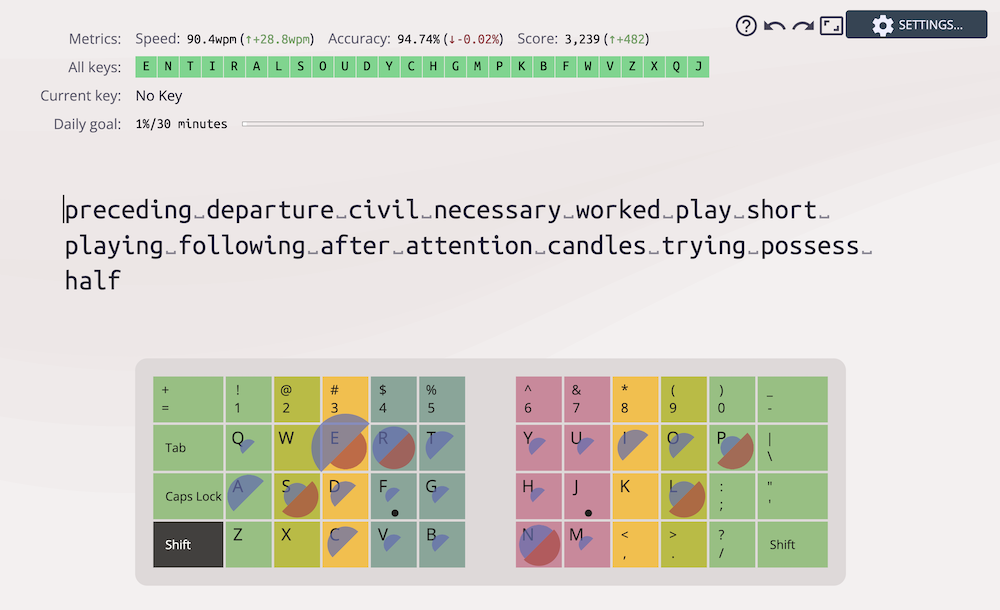 Metrics: Speed: 90.4wpm (↑+28.8wpm) Accuracy: 94.74% (↓-0.02%) Score: 3,239 (↑+482)
SETTINGS...
All keys: E N T I R A L S O U D Y C H G M P K B F W V Z X Q J
Current key: No Key
Daily goal: 1%/30 minutes
preceding␣departure␣civil␣necessary␣worked␣play␣short␣
playing␣following␣after␣attention␣candles␣trying␣possess␣
half
+ ! @ # $ % ^ & * ( ) _
= 1 2 3 4 5 6 7 8 9 0 -
Tab Q W E R T Y U I O P | \
Caps Lock A S D F G H J K L : ; " '
Shift Z X C V B N M < , > . ? / Shift